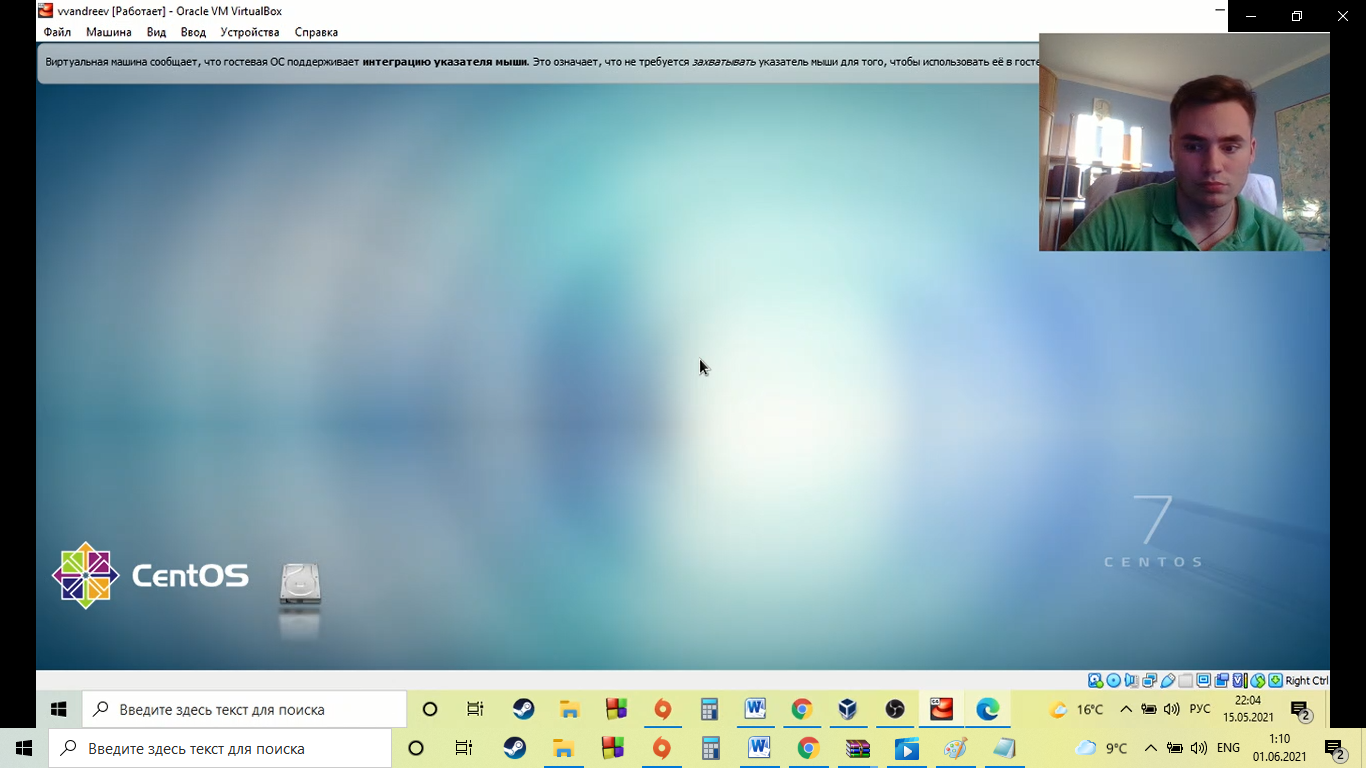 vvandreev [Работает] - Oracle VM VirtualBox
Файл Машина Вид Ввод Устройства Справка
Виртуальная машина сообщает, что гостевая ОС поддерживает интеграцию указателя мыши. Это означает, что не требуется захватывать указатель мыши для того, чтобы использовать её в госте
7
CENTOS
CentOS
Right Ctrl
Введите здесь текст для поиска
16°C
РУС
22:04
15.05.2021
2
Введите здесь текст для поиска
9°C
ENG
1:10
01.06.2021
2